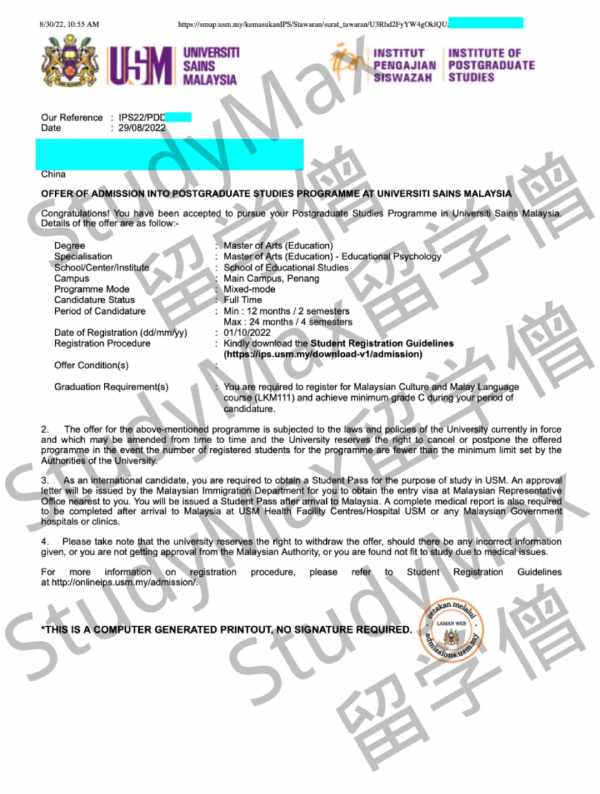 8/30/22, 10:55 AM
UNIVERSITI
SAINS
MALAYSIA
USM
INSTITUT
PENGAJIAN
SISWAZAH
INSTITUTE OF
POSTGRADUATE
STUDIES
Our Reference : IPS22/PDD
Date : 29/08/2022
China
OFFER OF ADMISSION INTO POSTGRADUATE STUDIES PROGRAMME AT UNIVERSITI SAINS MALAYSIA
Congratulations! You have been accepted to pursue your Postgraduate Studies Programme in Universiti Sains Malaysia.
Details of the offer are as follow:-
Degree : Master of Arts (Education)
Specialisation : Master of Arts (Education) - Educational Psychology
School/Center/Institute : School of Educational Studies
Campus : Main Campus, Penang
Programme Mode : Mixed-mode
Candidature Status : Full Time
Period of Candidature : Min : 12 months / 2 semesters
Max : 24 months / 4 semesters
Date of Registration (dd/mm/yy) : 01/10/2022
Registration Procedure : Kindly download the Student Registration Guidelines
(https://ips.usm.my/download-v1/admission)
Offer Condition(s) :
Graduation Requirement(s) : You are required to register for Malaysian Culture and Malay Language
course (LKM111) and achieve minimum grade C during your period of
candidature.
2. The offer for the above-mentioned programme is subjected to the laws and policies of the University currently in force
and which may be amended from time to time and the University reserves the right to cancel or postpone the offered
programme in the event the number of registered students for the programme are fewer than the minimum limit set by the
Authorities of the University.
3. As an international candidate, you are required to obtain a Student Pass for the purpose of study in USM. An approval
letter will be issued by the Malaysian Immigration Department for you to obtain the entry visa at Malaysian Representative
Office nearest to you. You will be issued a Student Pass after arrival to Malaysia. A complete medical report is also required
to be completed after arrival to Malaysia at USM Health Facility Centres/Hospital USM or any Malaysian Government
hospitals or clinics.
4. Please take note that the university reserves the right to withdraw the offer, should there be any incorrect information
given, or you are not getting approval from the Malaysian Authority, or you are found not fit to study due to medical issues.
For more information on registration procedure, please refer to Student Registration Guidelines
at http://onlineips.usm.my/admission/.
*THIS IS A COMPUTER GENERATED PRINTOUT, NO SIGNATURE REQUIRED.
cetakan melalui
LAMAN WEB
admissions.usm.my
StudyMax
留学僧
StudyMax
留学僧
StudyMax
留学僧
StudyMax
留学僧